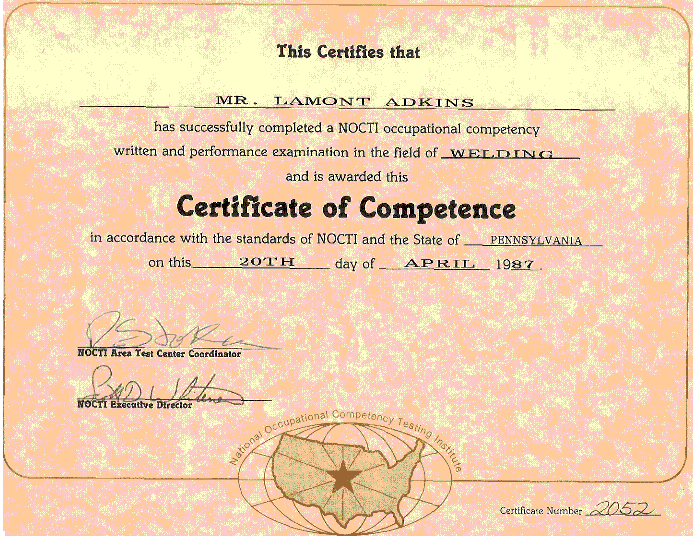 This Certifies that
MR. LAMONT ADKINS
has successfully completed a NOCTI occupational competency
written and performance examination in the field of WELDING
and is awarded this
Certificate of Competence
in accordance with the standards of NOCTI and the State of PENNSYLVANIA
on this 20TH day of APRIL 1987
NOCTI Area Test Center Coordinator
NOCTI Executive Director
National Occupational Competency Testing Institute
Certificate Number 2052